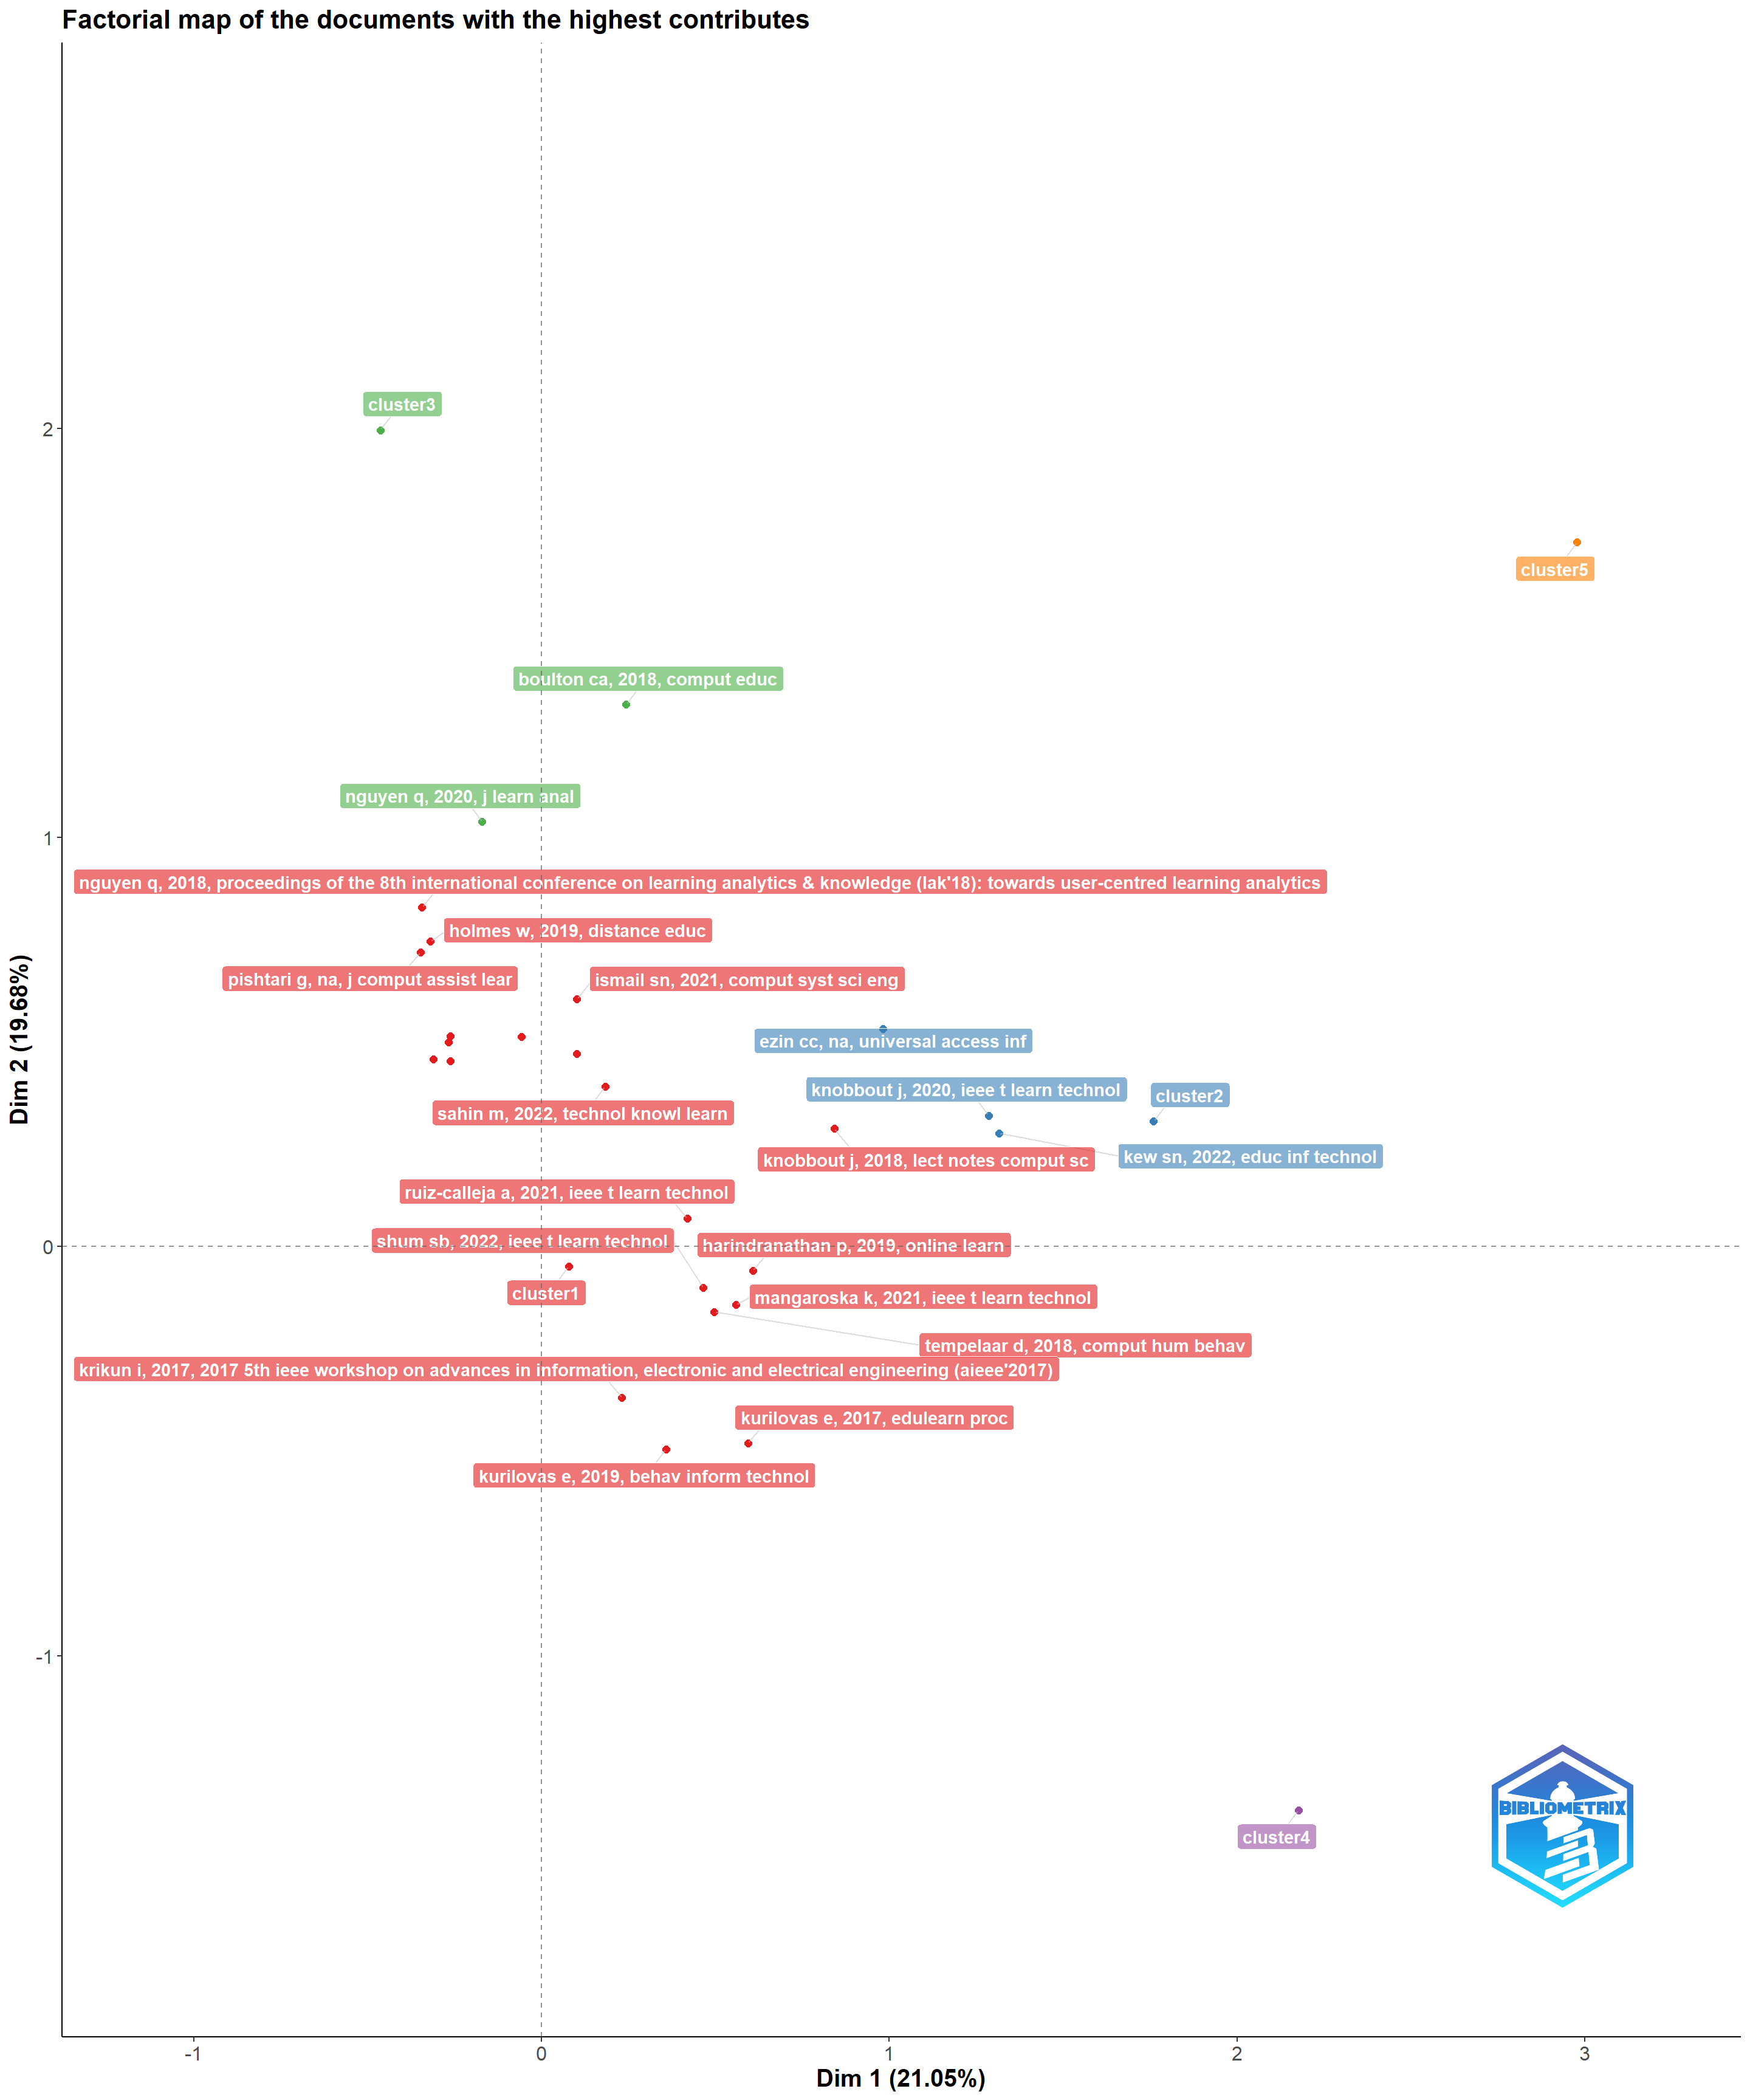 Factorial map of the documents with the highest contributes
cluster3
2
cluster5
boulton ca, 2018, comput educ
nguyen q, 2020, j learn anal
1
nguyen q, 2018, proceedings of the 8th international conference on learning analytics & knowledge (lak'18): towards user-centred learning analytics
holmes w, 2019, distance educ
pishtari g, na, j comput assist lear
ismail sn, 2021, comput syst sci eng
ezin cc, na, universal access inf
knobbout j, 2020, ieee t learn technol
cluster2
sahin m, 2022, technol knowl learn
knobbout j, 2018, lect notes comput sc
kew sn, 2022, educ inf technol
ruiz-calleja a, 2021, ieee t learn technol
shum sb, 2022, ieee t learn technol
harindranathan p, 2019, online learn
0
cluster1
mangaroska k, 2021, ieee t learn technol
tempelaar d, 2018, comput hum behav
krikun i, 2017, 2017 5th ieee workshop on advances in information, electronic and electrical engineering (aieee'2017)
kurilovas e, 2017, edulearn proc
kurilovas e, 2019, behav inform technol
-1
cluster4
BIBLIOMETRIX
-1
0
1
2
3
Dim 1 (21.05%)
Dim 2 (19.68%)